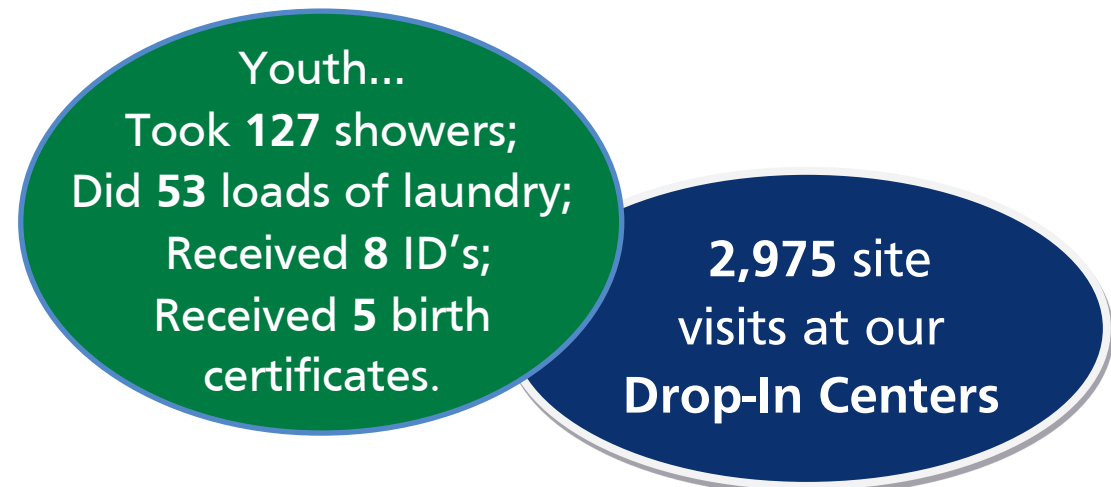 Youth...
Took 127 showers;
Did 53 loads of laundry;
Received 8 ID’s;
Received 5 birth
certificates.
2,975 site
visits at our
Drop-In Centers